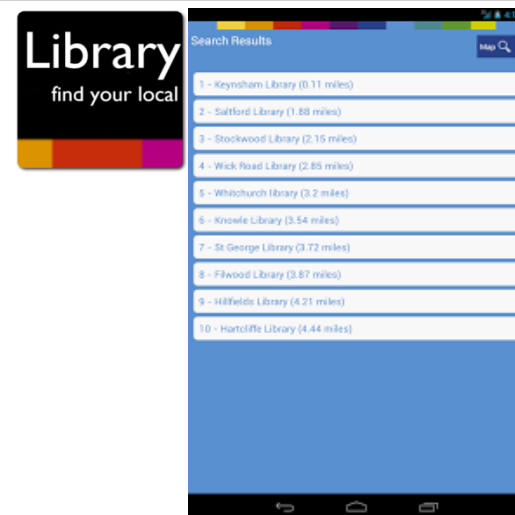 Library
find your local
Search Results
Map
1 - Keynsham Library (0.11 miles)
2 - Saltford Library (1.88 miles)
3 - Stockwood Library (2.15 miles)
4 - Wick Road Library (2.85 miles)
5 - Whitchurch library (3.2 miles)
6 - Knowle Library (3.54 miles)
7 - St George Library (3.72 miles)
8 - Filwood Library (3.87 miles)
9 - Hillfields Library (4.21 miles)
10 - Hartcliffe Library (4.44 miles)